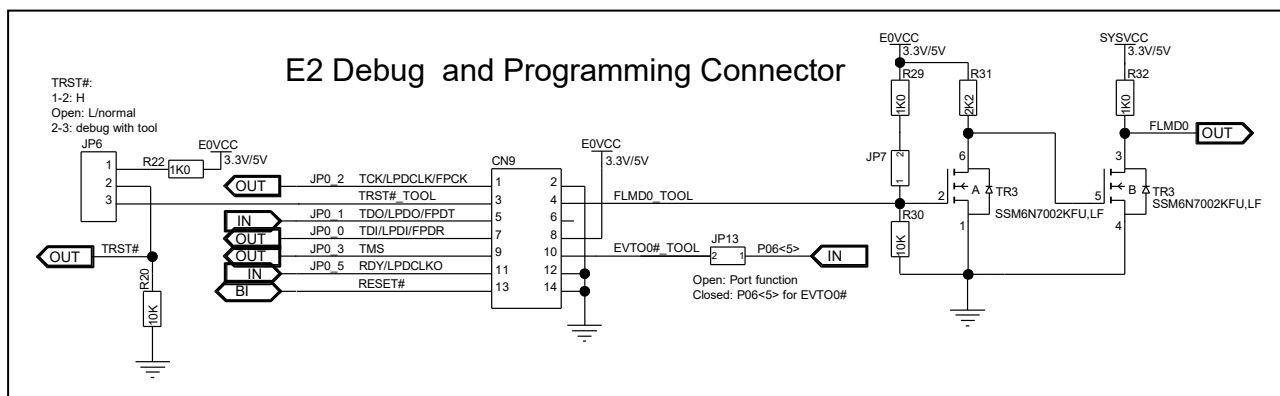 E2 Debug and Programming Connector
TRST#:
1-2: H
Open: L/normal
2-3: debug with tool
JP6
1
2
3
R22
1K0
E0VCC
3.3V/5V
OUT
TRST#
R20
10K
CN9
OUT
JP0_2
TCK/LPDCLK/FPCK
1
TRST#_TOOL
3
IN
JP0_1
TDO/LPDO/FPDT
5
OUT
JP0_0
TDI/LPDI/FPDR
7
OUT
JP0_3
TMS
9
IN
JP0_5
RDY/LPDCLKO
11
BI
RESET#
13
2
4
6
8
10
12
14
E0VCC
3.3V/5V
FLMD0_TOOL
EVTO0#_TOOL
JP13
2
1
P06<5>
IN
Open: Port function
Closed: P06<5> for EVTO0#
E0VCC
3.3V/5V
R29
1K0
R31
2K2
JP7
2
1
R30
10K
6
2
A
TR3
SSM6N7002KFU,LF
1
SYSVCC
3.3V/5V
R32
1K0
FLMD0
OUT
3
5
B
TR3
SSM6N7002KFU,LF
4